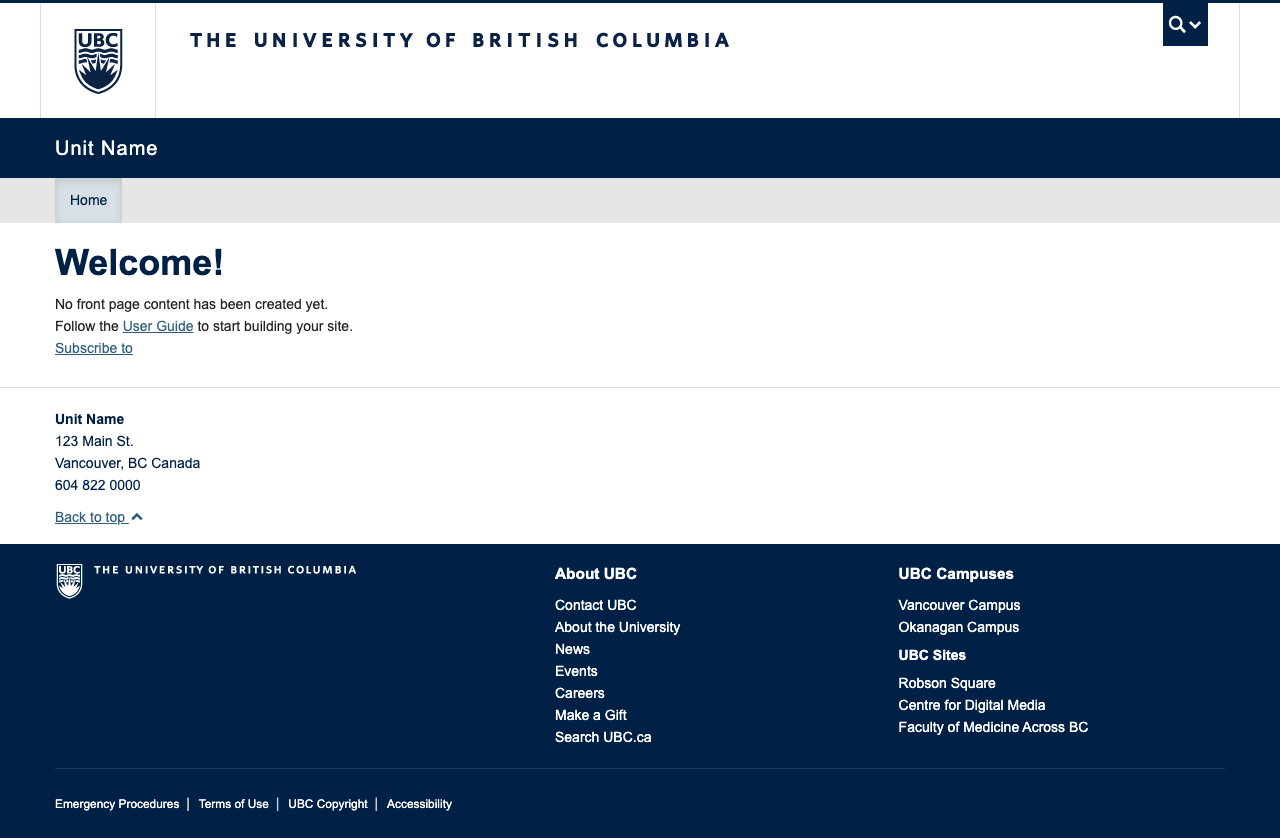 UBC
THE UNIVERSITY OF BRITISH COLUMBIA
Unit Name
Home
Welcome!
No front page content has been created yet.
Follow the User Guide to start building your site.
Subscribe to
Unit Name
123 Main St.
Vancouver, BC Canada
604 822 0000
Back to top
UBC
THE UNIVERSITY OF BRITISH COLUMBIA
About UBC
Contact UBC
About the University
News
Events
Careers
Make a Gift
Search UBC.ca
UBC Campuses
Vancouver Campus
Okanagan Campus
UBC Sites
Robson Square
Centre for Digital Media
Faculty of Medicine Across BC
Emergency Procedures | Terms of Use | UBC Copyright | Accessibility